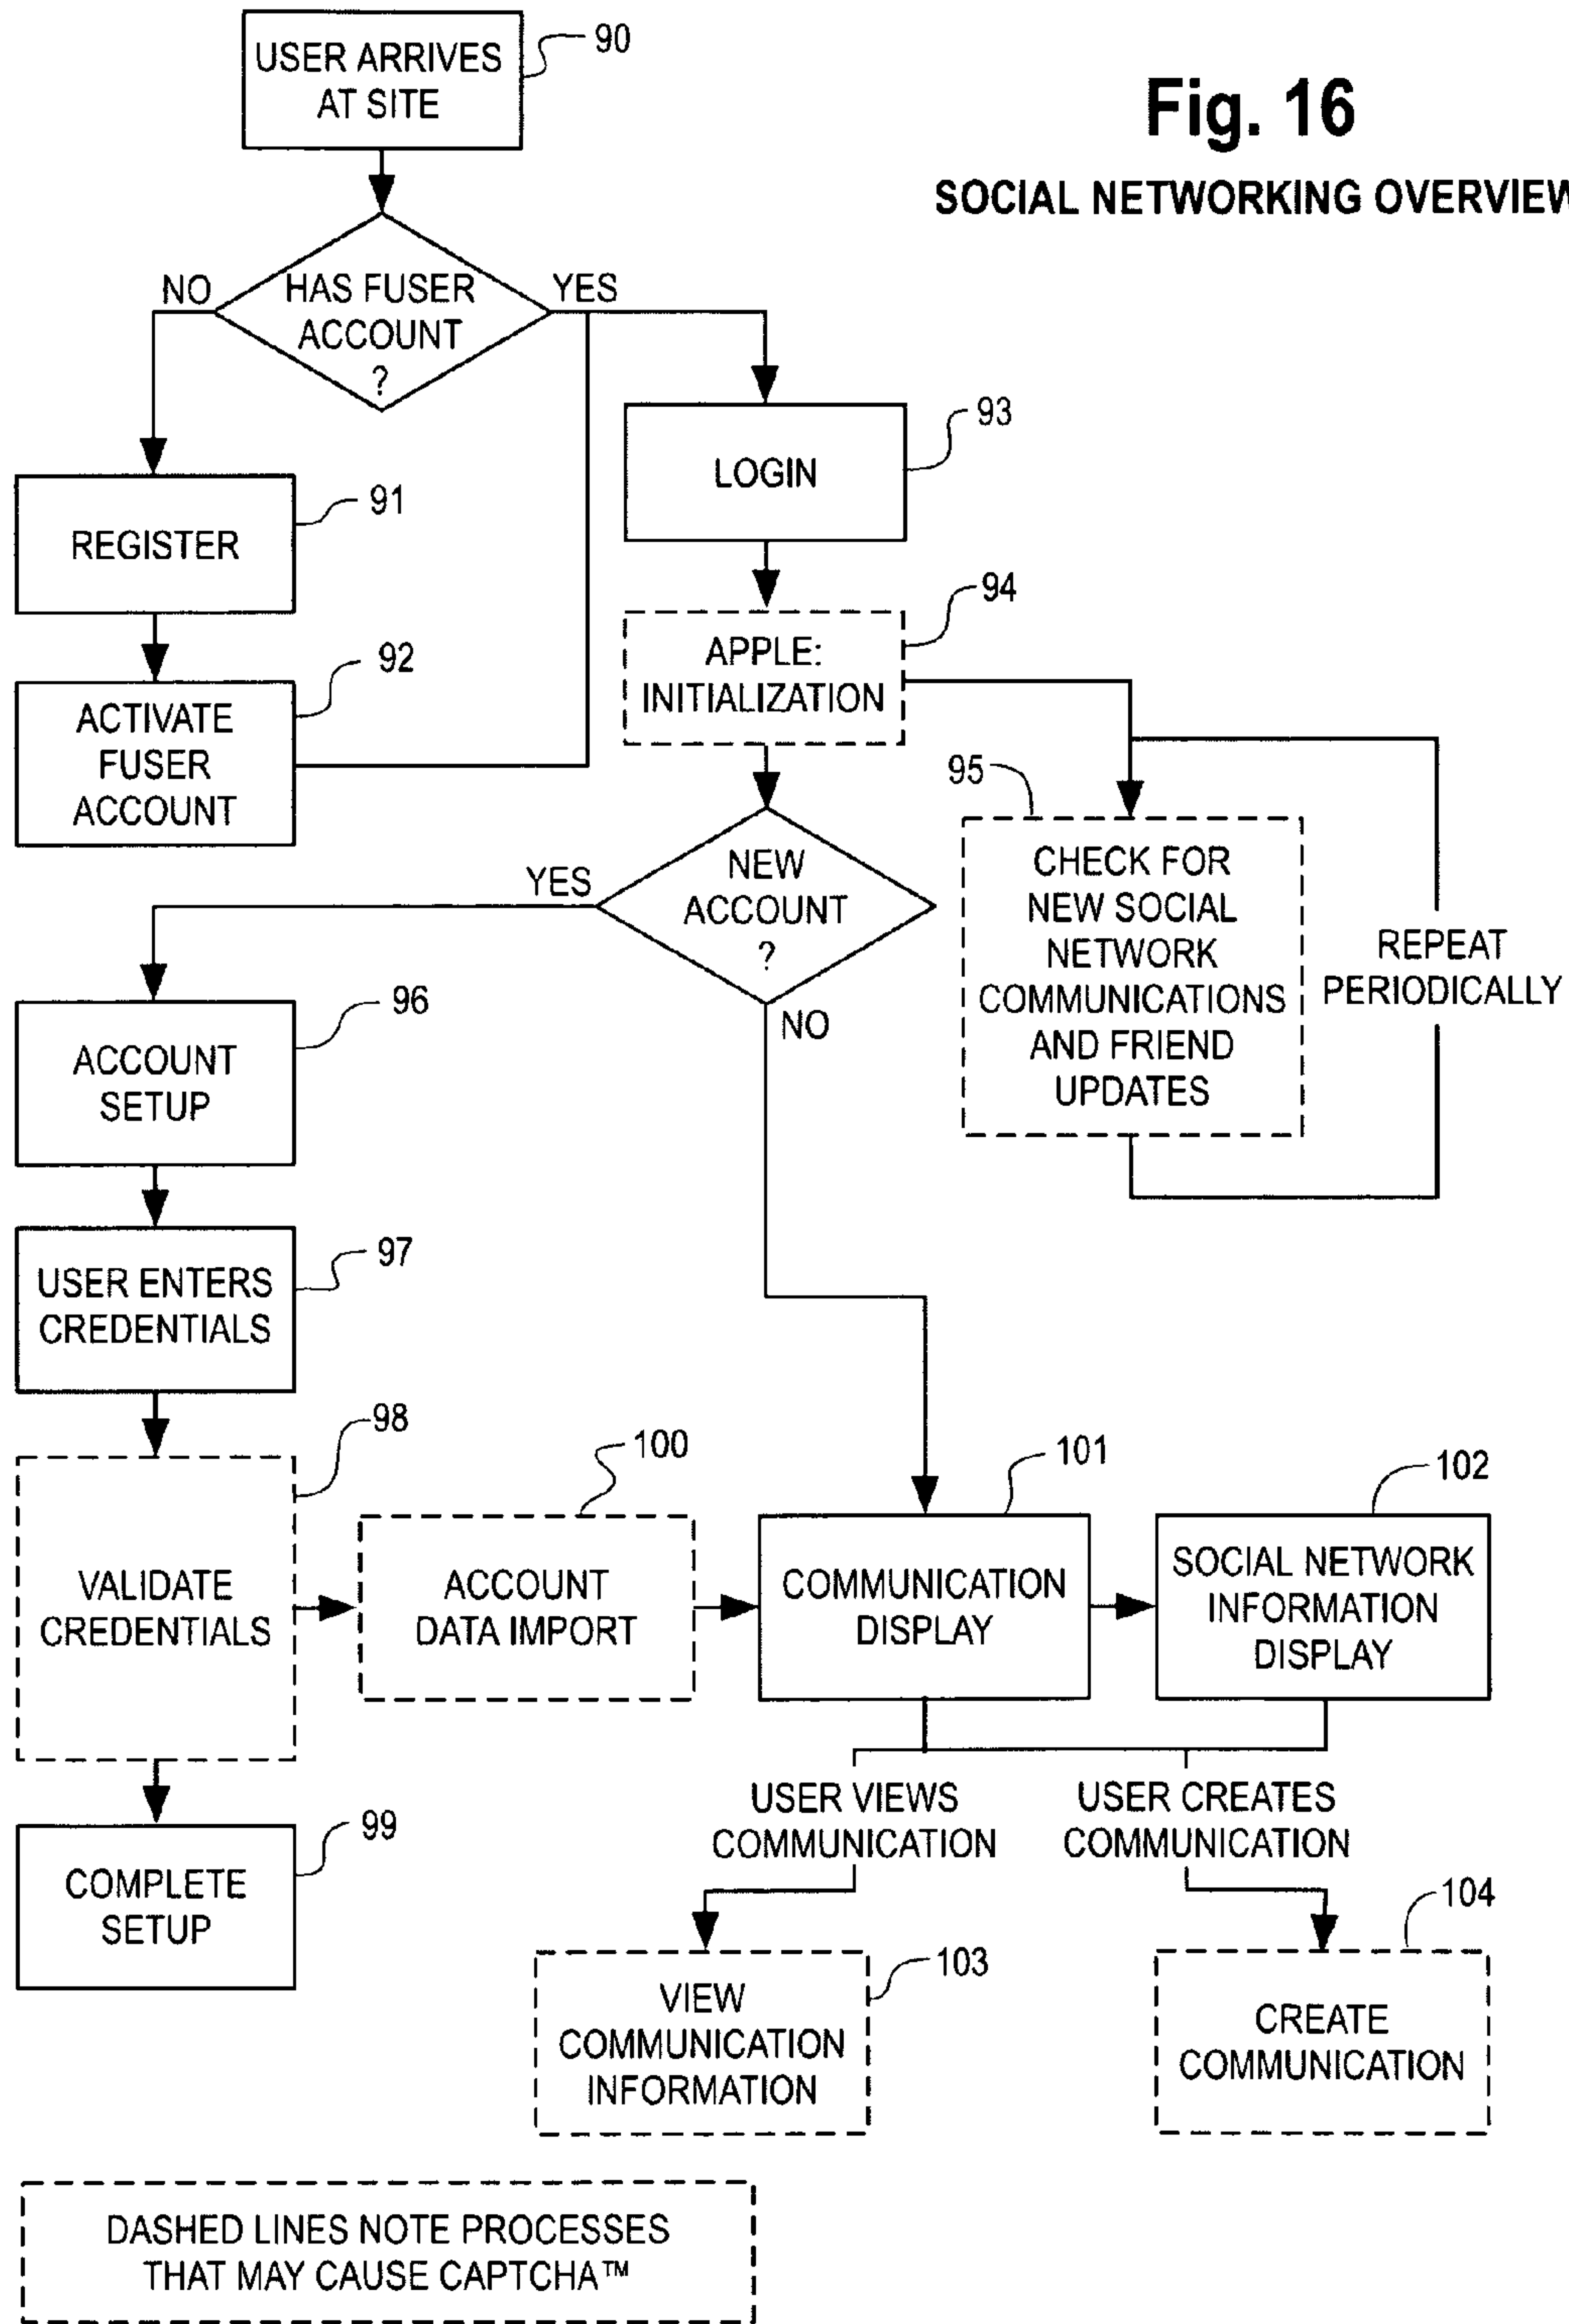 USER ARRIVES
AT SITE
90
Fig. 16
SOCIAL NETWORKING OVERVIEW
NO
HAS FUSER
ACCOUNT
?
YES
93
LOGIN
91
REGISTER
94
APPLE:
INITIALIZATION
92
ACTIVATE
FUSER
ACCOUNT
95
CHECK FOR
NEW SOCIAL
NETWORK
COMMUNICATIONS
AND FRIEND
UPDATES
REPEAT
PERIODICALLY
YES
NEW
ACCOUNT
?
NO
96
ACCOUNT
SETUP
97
USER ENTERS
CREDENTIALS
98
VALIDATE
CREDENTIALS
100
ACCOUNT
DATA IMPORT
101
COMMUNICATION
DISPLAY
102
SOCIAL NETWORK
INFORMATION
DISPLAY
USER VIEWS
COMMUNICATION
USER CREATES
COMMUNICATION
99
COMPLETE
SETUP
103
VIEW
COMMUNICATION
INFORMATION
104
CREATE
COMMUNICATION
DASHED LINES NOTE PROCESSES
THAT MAY CAUSE CAPTCHA™